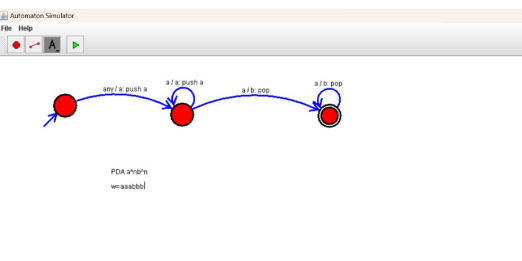 Automaton Simulator
File Help
A
any / a: push a
a / a: push a
a / b: pop
a / b: pop
PDA a^nb^n
w=aaabbb